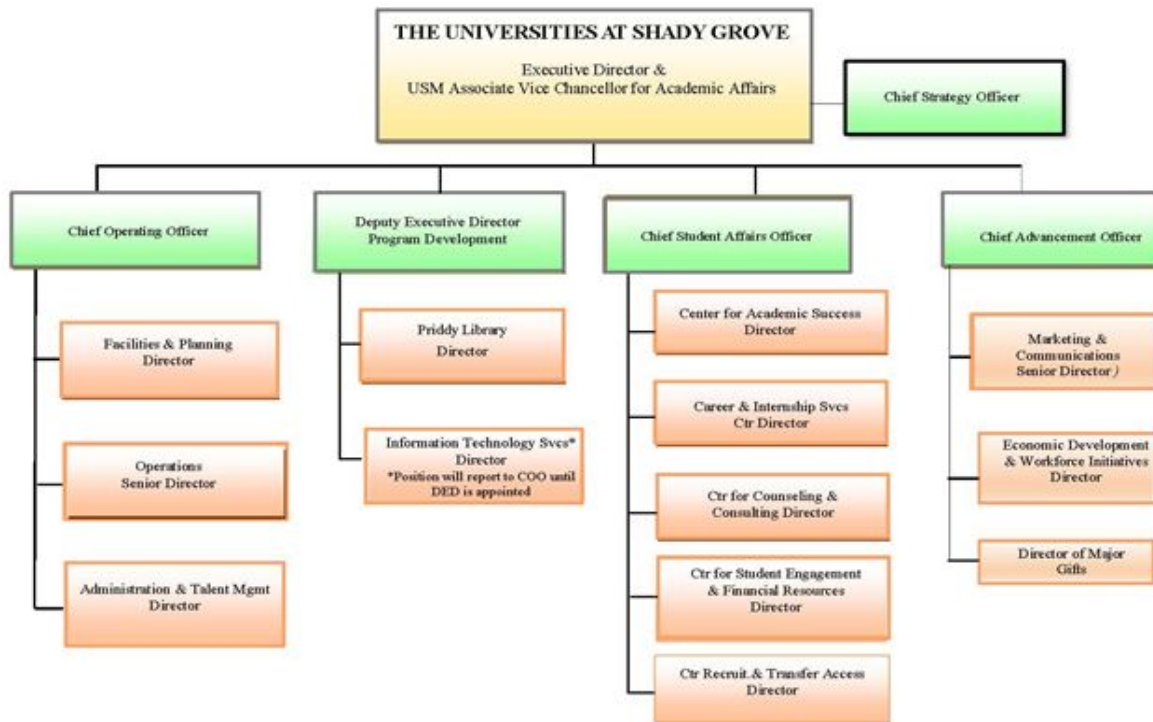 THE UNIVERSITIES AT SHADY GROVE
Executive Director &
USM Associate Vice Chancellor for Academic Affairs
Chief Strategy Officer
Chief Operating Officer
Facilities & Planning
Director
Operations
Senior Director
Administration & Talent Mgmt
Director
Deputy Executive Director
Program Development
Priddy Library
Director
Information Technology Svcs*
Director
*Position will report to COO until
DED is appointed
Chief Student Affairs Officer
Center for Academic Success
Director
Career & Internship Svcs
Ctr Director
Ctr for Counseling &
Consulting Director
Ctr for Student Engagement
& Financial Resources
Director
Ctr Recruit.& Transfer Access
Director
Chief Advancement Officer
Marketing &
Communications
Senior Director)
Economic Development
& Workforce Initiatives
Director
Director of Major
Gifts